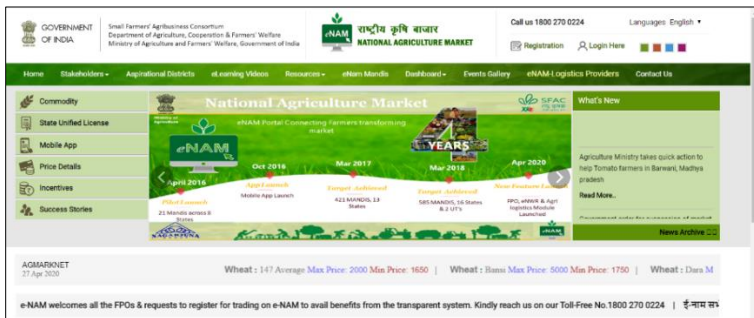 GOVERNMENT
OF INDIA
Small Farmers' Agribusiness Consortium
Department of Agriculture, Cooperation & Farmers' Welfare
Ministry of Agriculture and Farmers' Welfare, Government of India
eNAM
राष्ट्रीय कृषि बाजार
NATIONAL AGRICULTURE MARKET
Call us 1800 270 0224
Languages English
Registration
Login Here
Home Stakeholders Aspirational Districts eLearning Videos Resources eNam Mandis Dashboard Events Gallery eNAM-Logistics Providers Contact Us
Commodity
State Unified License
Mobile App
Price Details
Incentives
Success Stories
National Agriculture Market
eNAM Portal Connecting Farmers transforming
market
SFAC
eNAM
4
YEARS
April 2016
Pilot Launch
21 Mandis across 8
States
Oct 2016
App Launch
Mobile App Launch
Mar 2017
Target Achieved
421 MANDIS, 13
States
Mar 2018
Target Achieved
585 MANDIS, 16 States
& 2 UT's
Apr 2020
New Feature Launch
FPO, eNWR & Agri
logistics Module
Launched
NAGARJUNA
eNAM
What's New
Agriculture Ministry takes quick action to
help Tomato farmers in Barwani, Madhya
pradesh
Read More..
News Archive
AGMARKNET
27 Apr 2020
Wheat : 147 Average Max Price: 2000 Min Price: 1650 | Wheat : Bansi Max Price: 5000 Min Price: 1750 | Wheat : Dara M
e-NAM welcomes all the FPOs & requests to register for trading on e-NAM to avail benefits from the transparent system. Kindly reach us on our Toll-Free No.1800 270 0224 | ई-नाम